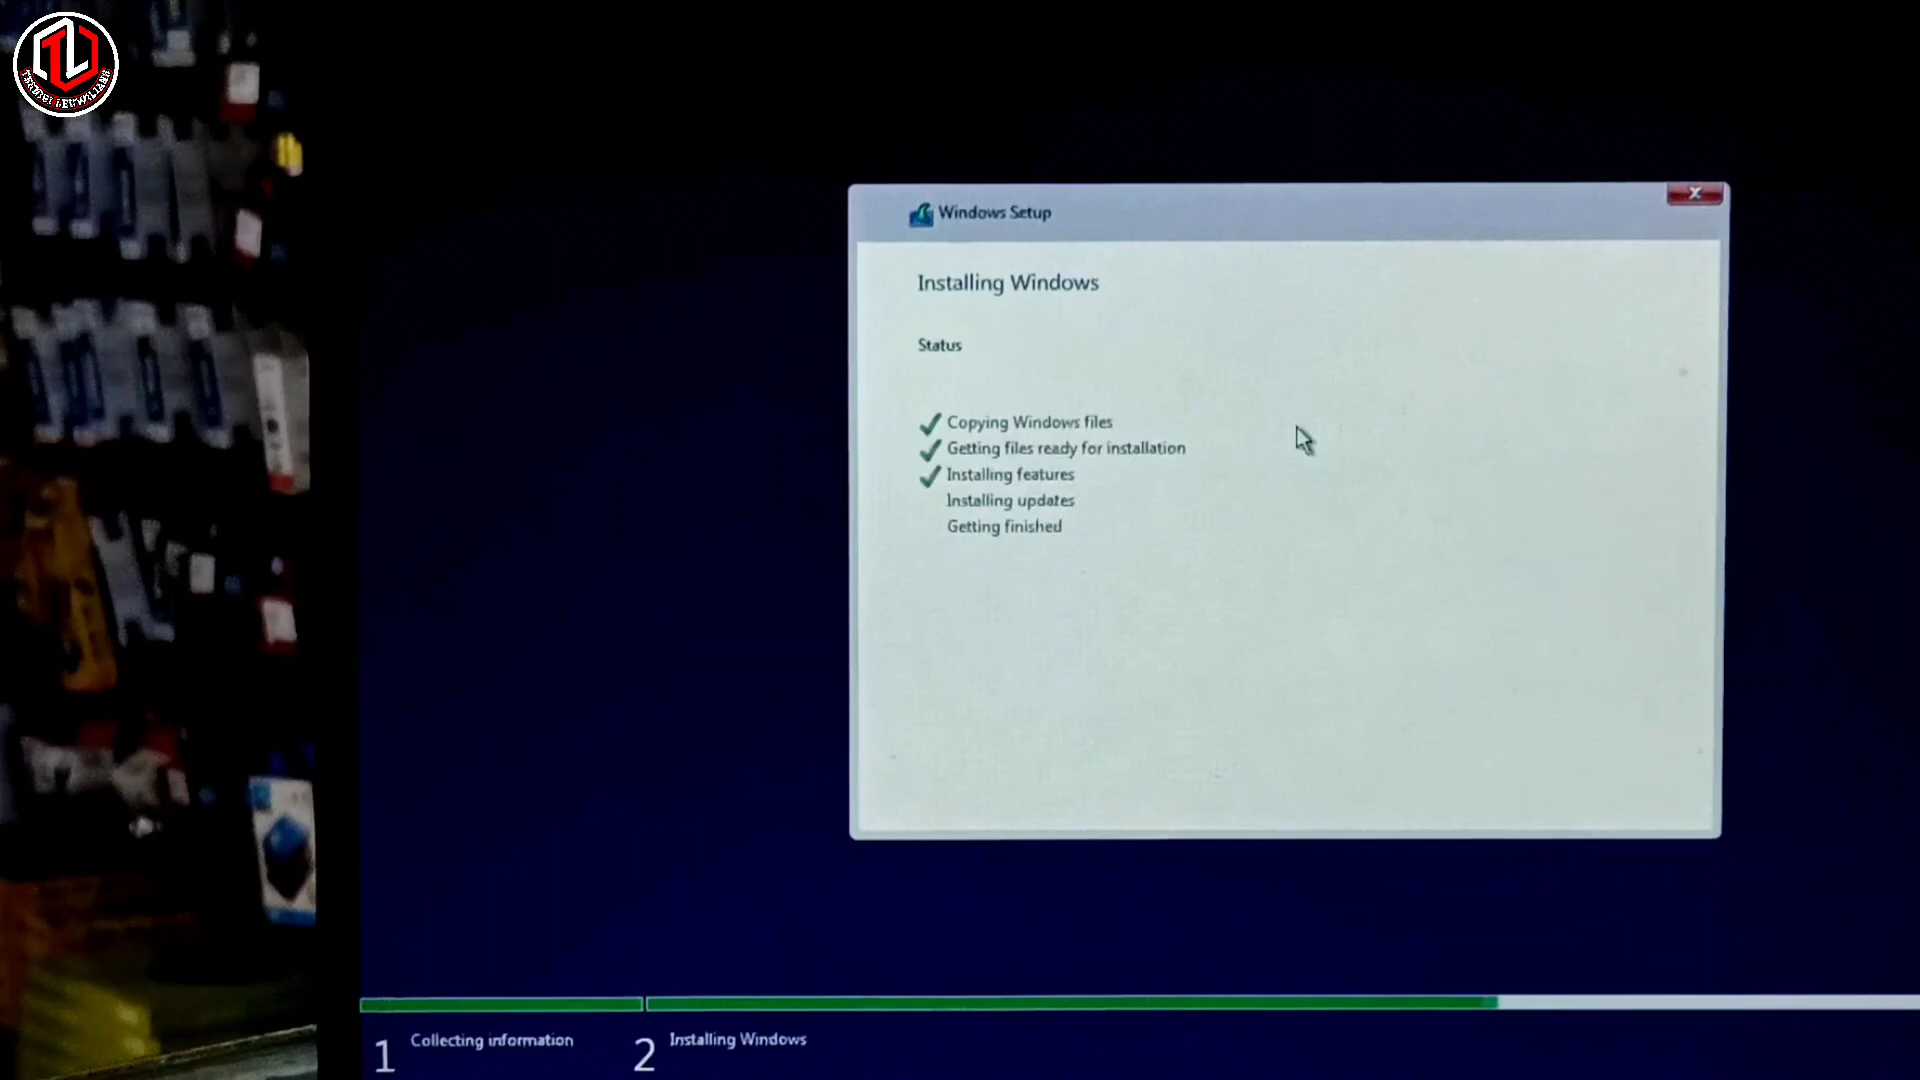 Windows Setup
Installing Windows
Status
Copying Windows files
Getting files ready for installation
Installing features
Installing updates
Getting finished
1 Collecting information
2 Installing Windows